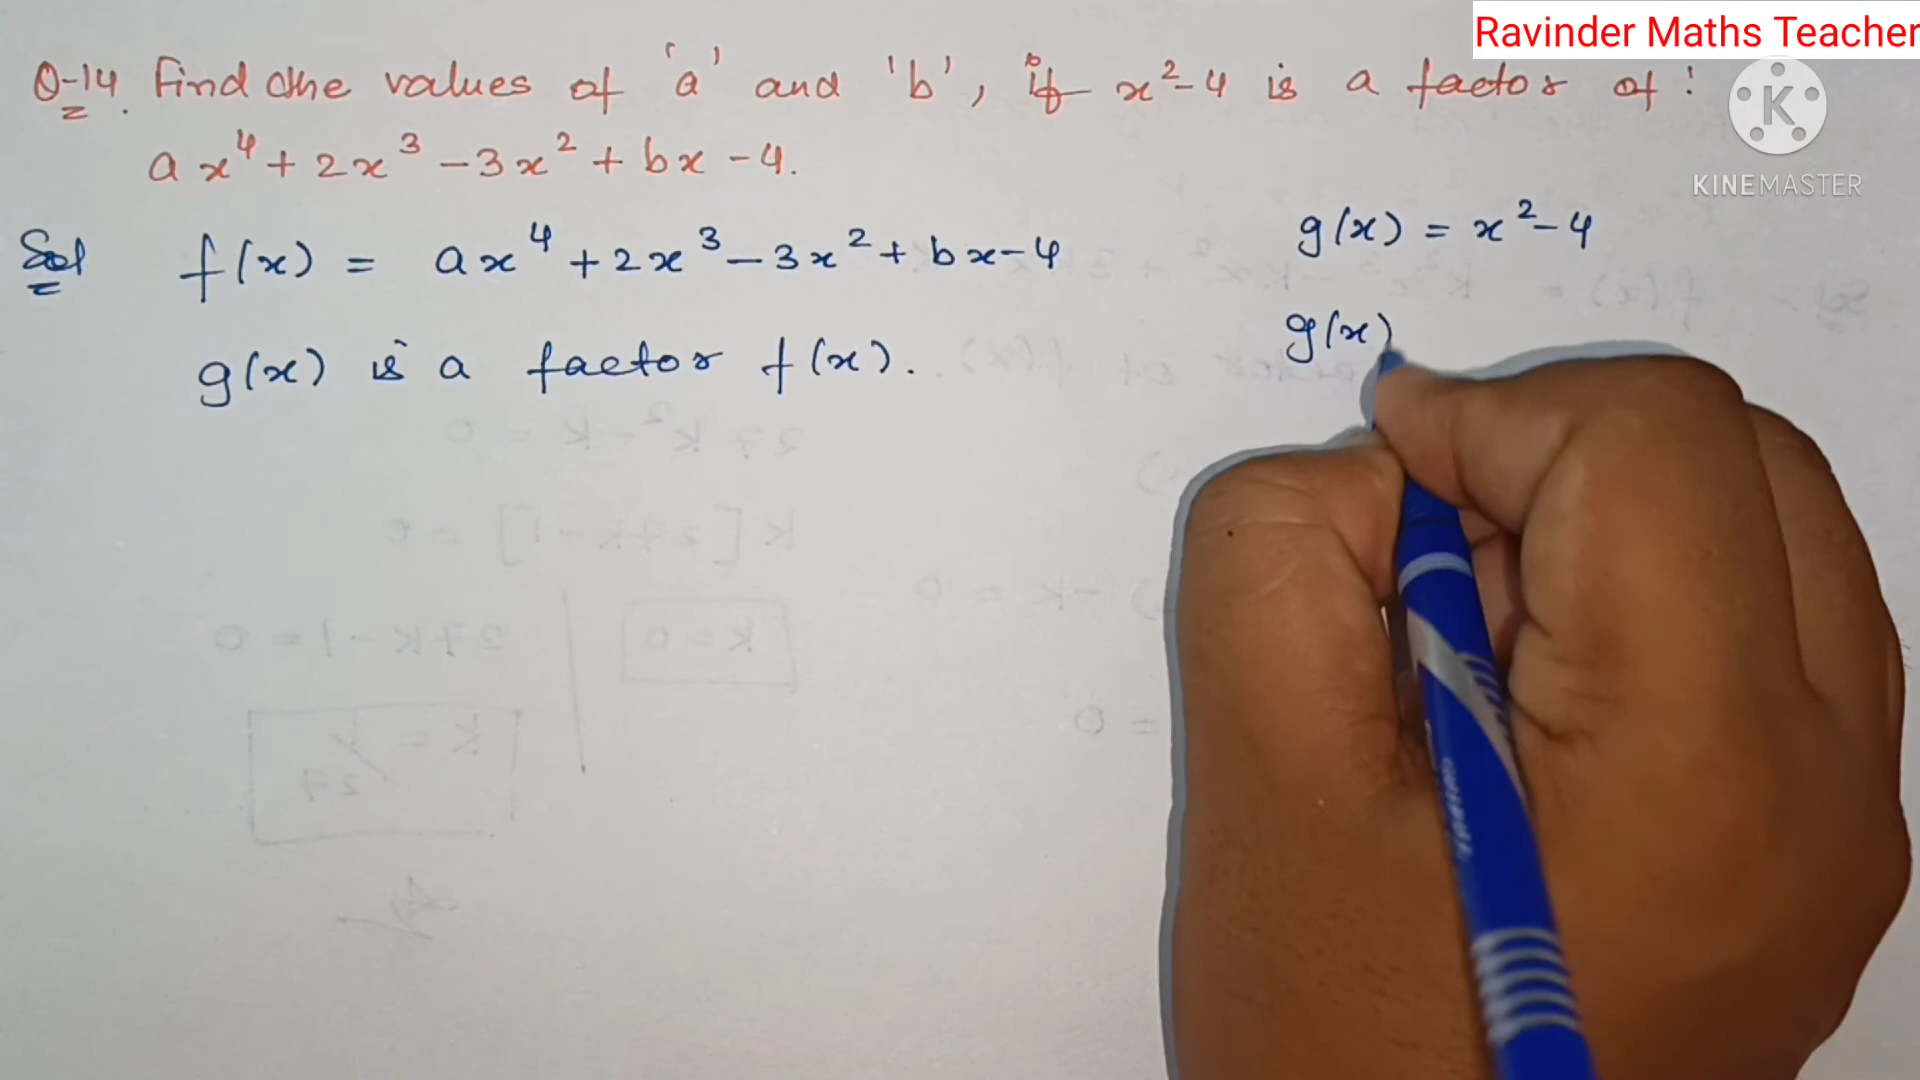 Ravinder Maths Teacher
Q-14. Find the values of 'a' and 'b', if x²-4 is a factor of :
ax⁴ + 2x³ - 3x² + bx - 4.
K
KINEMASTER
Sol f(x) = ax⁴ + 2x³ - 3x² + bx - 4
g(x) = x² - 4
g(x) is a factor f(x).
g(x)